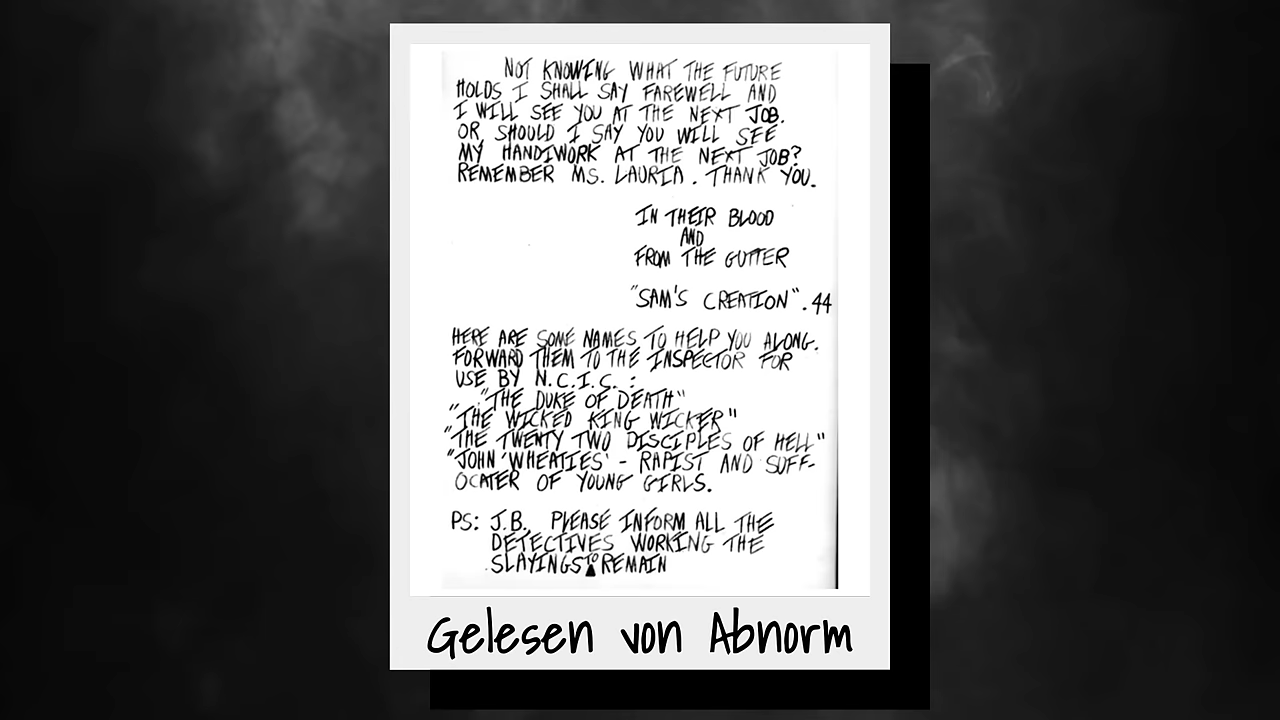 NOT KNOWING WHAT THE FUTURE
HOLDS I SHALL SAY FAREWELL AND
I WILL SEE YOU AT THE NEXT JOB.
OR SHOULD I SAY YOU WILL SEE
MY HANDIWORK AT THE NEXT JOB?
REMEMBER MS. LAURIA. THANK YOU.
IN THEIR BLOOD
AND
FROM THE GUTTER
"SAM'S CREATION".44
HERE ARE SOME NAMES TO HELP YOU ALONG.
FORWARD THEM TO THE INSPECTOR FOR
USE BY N.C.I.C. :
"THE DUKE OF DEATH"
"THE WICKED KING WICKER"
"THE TWENTY TWO DISCIPLES OF HELL"
"JOHN 'WHEATIES' - RAPIST AND SUFF-
OCATER OF YOUNG GIRLS.
PS: J.B. PLEASE INFORM ALL THE
DETECTIVES WORKING THE
SLAYINGS TO REMAIN
Gelesen von Abnorm